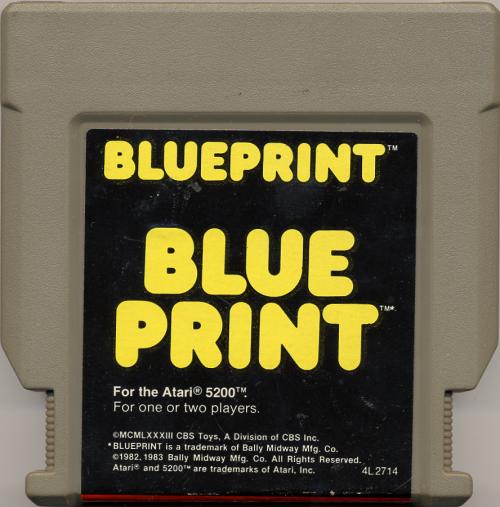 BLUEPRINT™
BLUE
PRINT™*
For the Atari® 5200™.
For one or two players.
©MCMLXXXIII CBS Toys, A Division of CBS Inc.
*BLUEPRINT is a trademark of Bally Midway Mfg. Co.
©1982, 1983 Bally Midway Mfg. Co. All Rights Reserved.
Atari® and 5200™ are trademarks of Atari, Inc. 4L2714